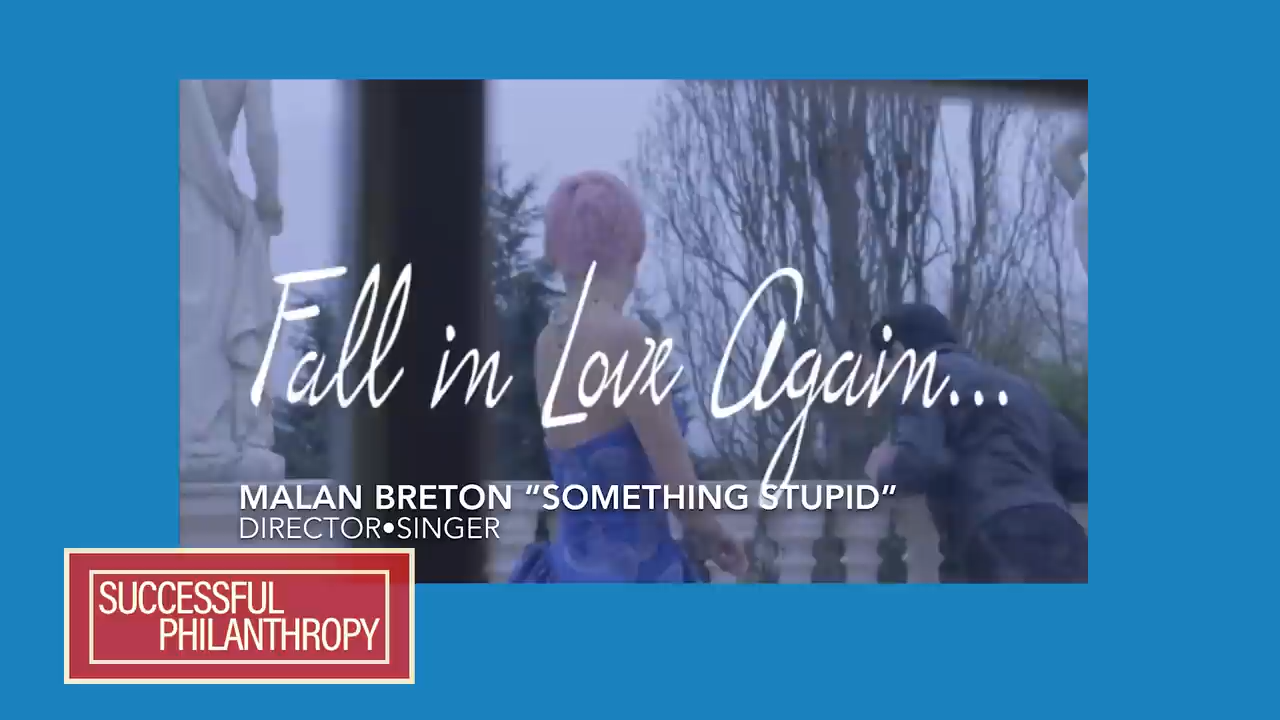 Fall in Love Again...
MALAN BRETON “SOMETHING STUPID”
DIRECTOR•SINGER
SUCCESSFUL
PHILANTHROPY